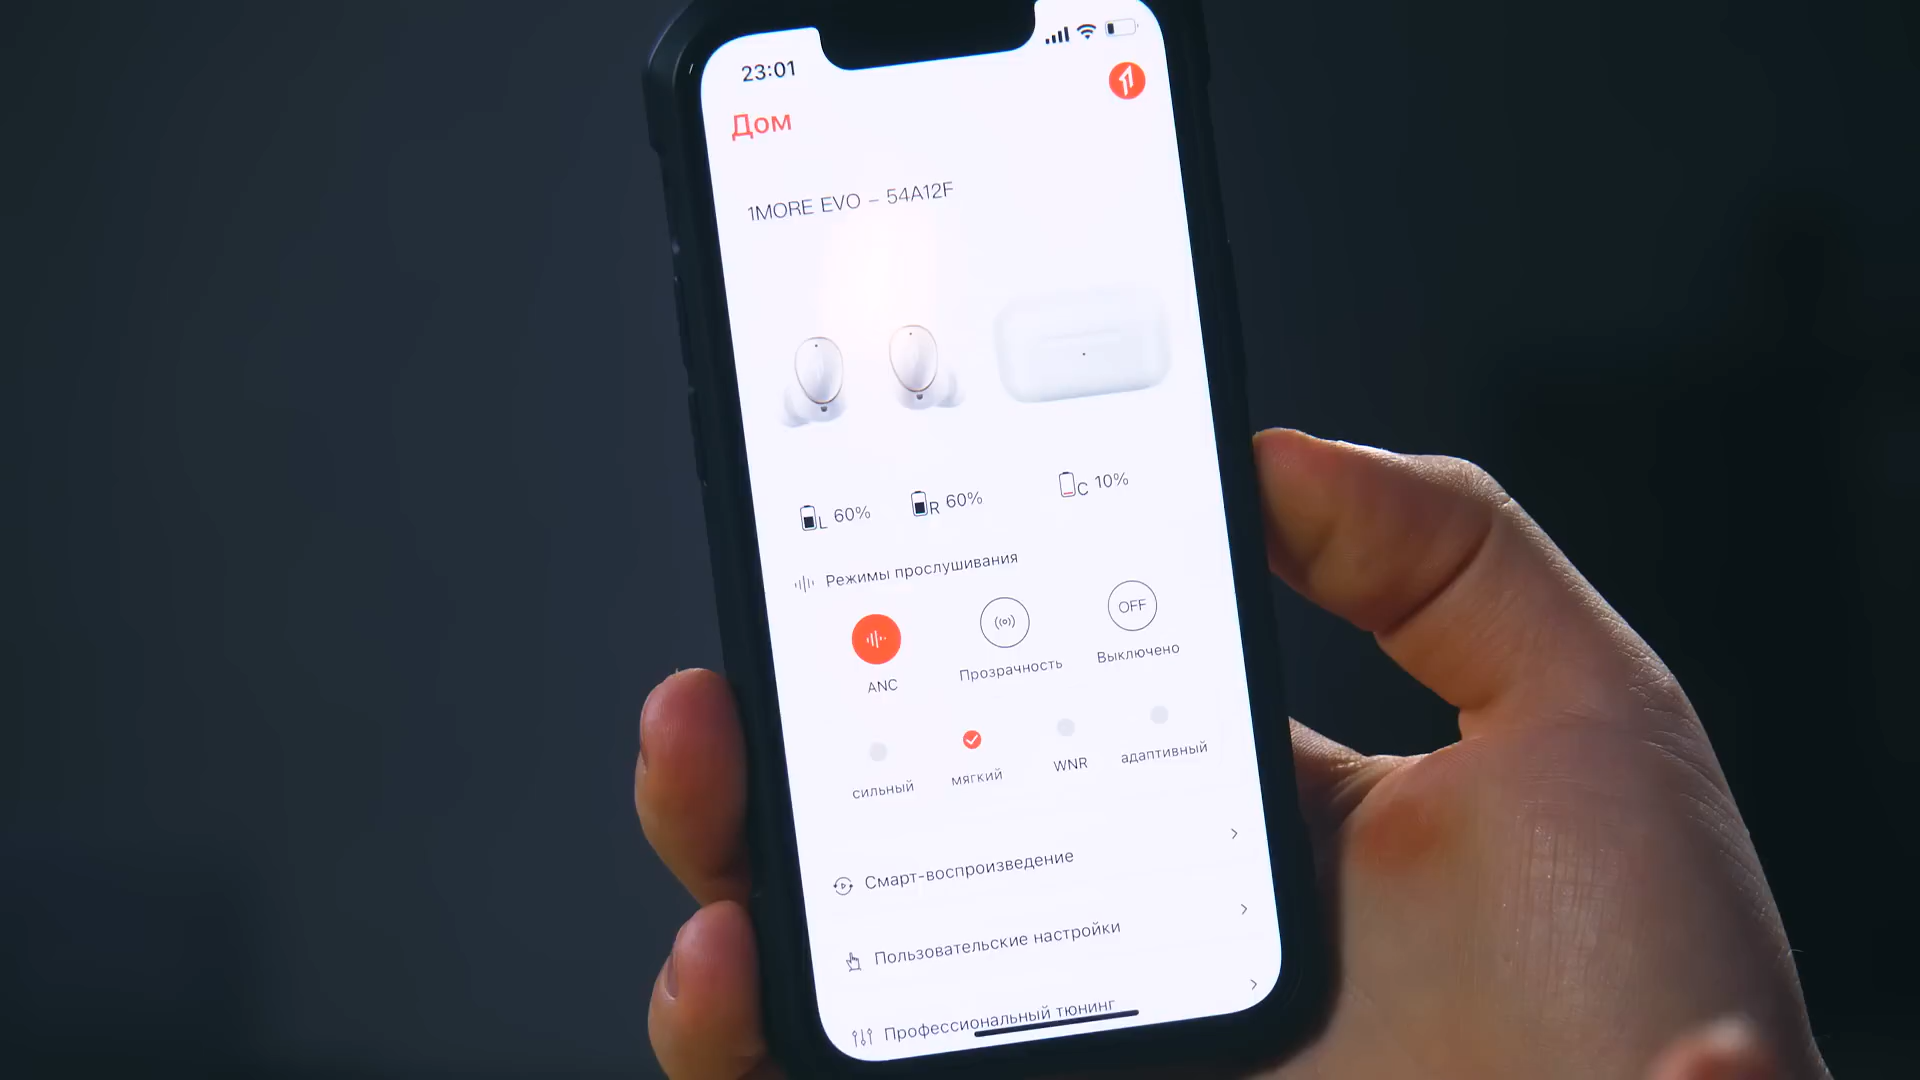 23:01
Дом
1MORE EVO – 54A12F
L 60% R 60% C 10%
Режимы прослушивания
OFF
ANC Прозрачность Выключено
сильный мягкий WNR адаптивный
Смарт-воспроизведение
Пользовательские настройки
Профессиональный тюнинг